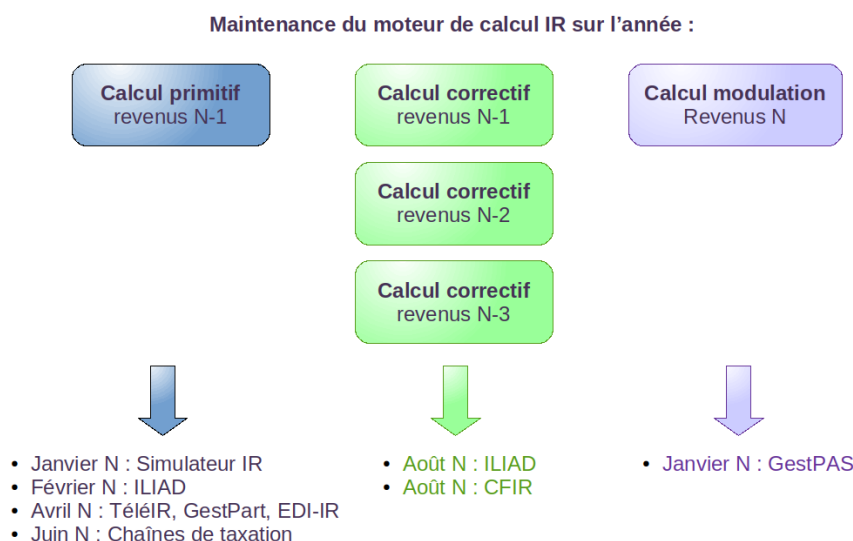 Maintenance du moteur de calcul IR sur l’année :
Calcul primitif
revenus N-1
Calcul correctif
revenus N-1
Calcul correctif
revenus N-2
Calcul correctif
revenus N-3
Calcul modulation
Revenus N
• Janvier N : Simulateur IR
• Février N : ILIAD
• Avril N : TéléIR, GestPart, EDI-IR
• Juin N : Chaînes de taxation
• Août N : ILIAD
• Août N : CFIR
• Janvier N : GestPAS